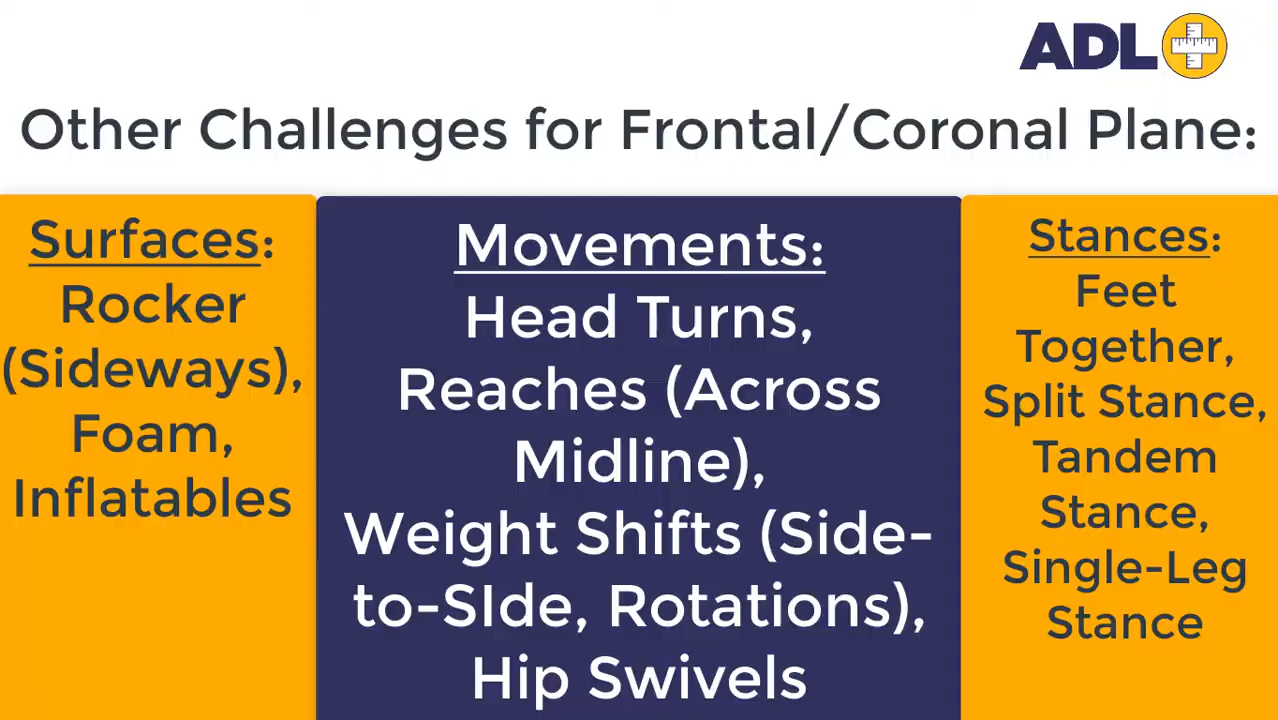 ADL
Other Challenges for Frontal/Coronal Plane:
Surfaces:
Rocker
(Sideways),
Foam,
Inflatables
Movements:
Head Turns,
Reaches (Across
Midline),
Weight Shifts (Side-
to-SIde, Rotations),
Hip Swivels
Stances:
Feet
Together,
Split Stance,
Tandem
Stance,
Single-Leg
Stance